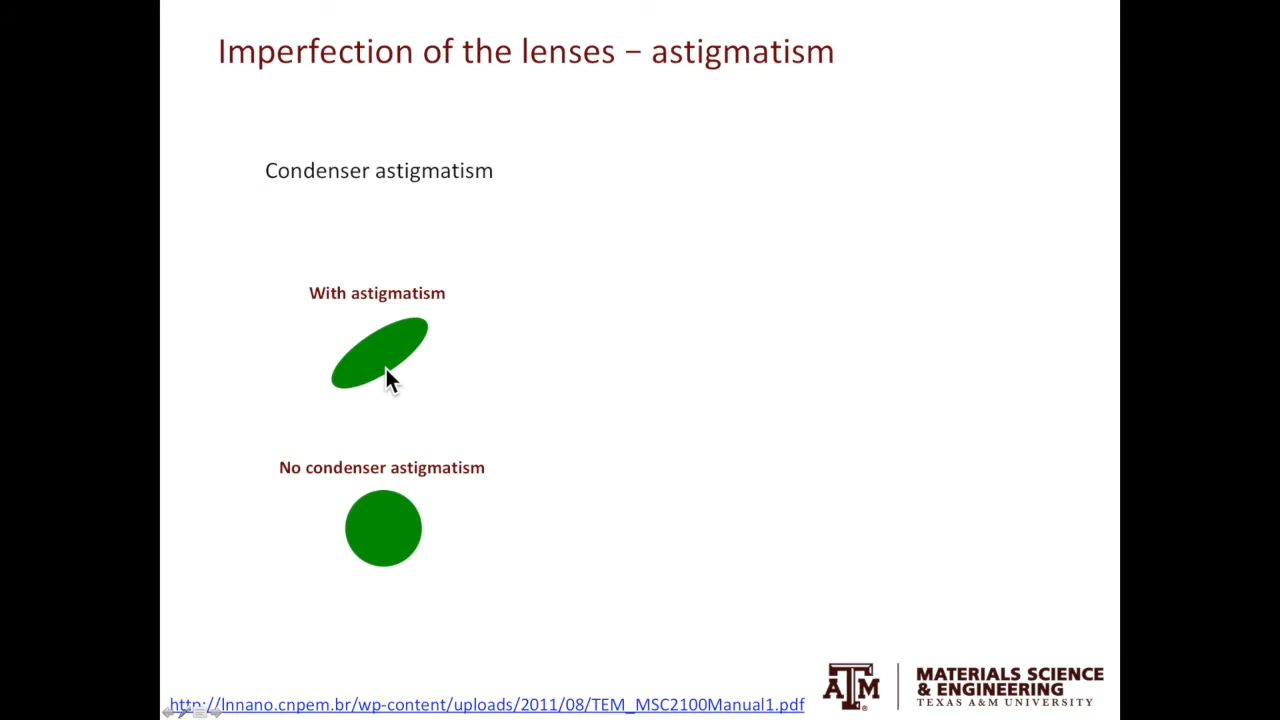 Imperfection of the lenses − astigmatism
Condenser astigmatism
With astigmatism
No condenser astigmatism
http://lnnano.cnpem.br/wp-content/uploads/2011/08/TEM_MSC2100Manual1.pdf
ATM
MATERIALS SCIENCE
& ENGINEERING
TEXAS A&M UNIVERSITY